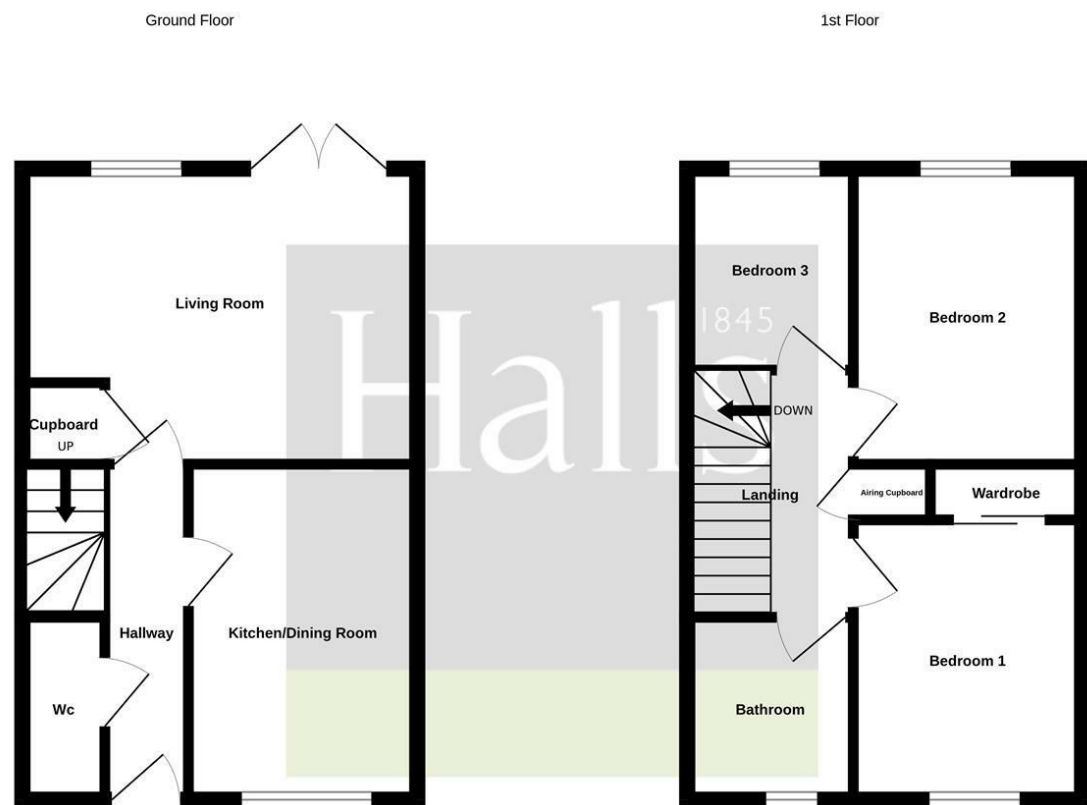 Ground Floor
1st Floor
Living Room
Cupboard
UP
Hallway
Kitchen/Dining Room
Wc
Bedroom 3
Bedroom 2
DOWN
Landing
Airing Cupboard
Wardrobe
Bedroom 1
Bathroom
Halls
1845